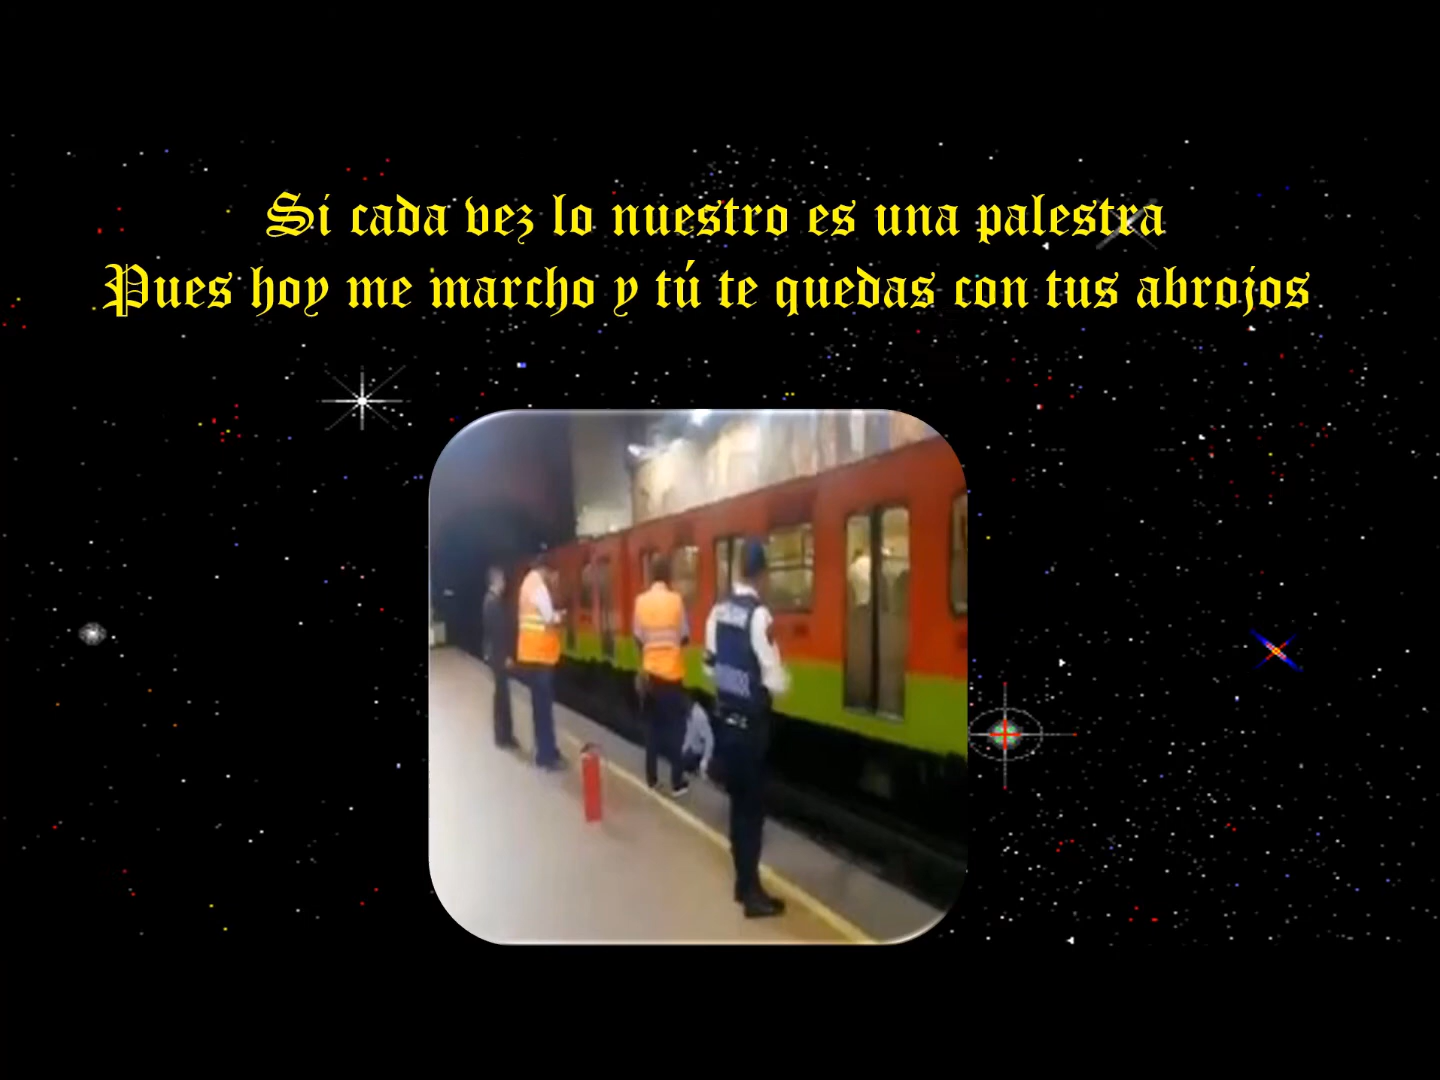 Si cada vez lo nuestro es una palestra
Pues hoy me marcho y tú te quedas con tus abrojos